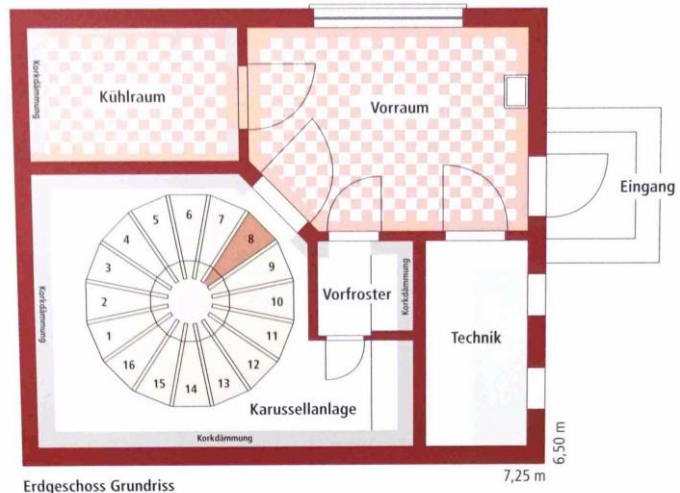 Korkdämmung
Kühlraum
Vorraum
Eingang
Korkdämmung
1
2
3
4
5
6
7
8
9
10
11
12
13
14
15
16
Vorfroster
Korkdämmung
Technik
Karussellanlage
Korkdämmung
6,50 m
7,25 m
Erdgeschoss Grundriss